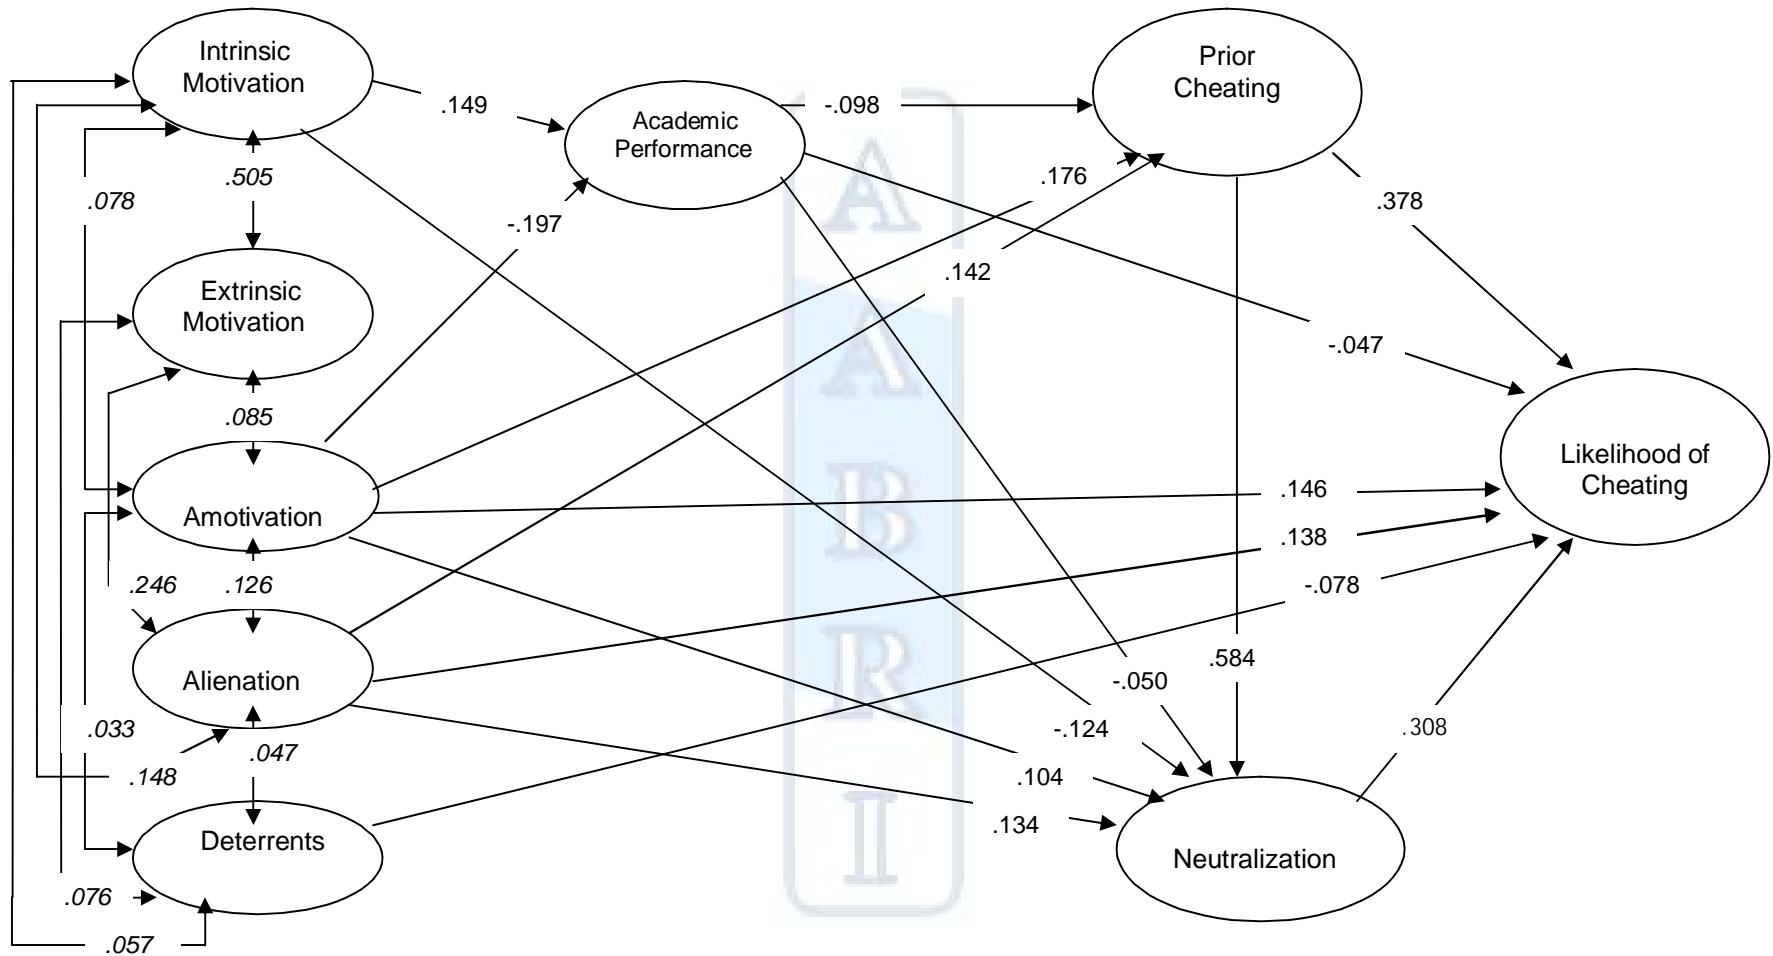 Intrinsic
Motivation
.149
Academic
Performance
-.098
Prior
Cheating
.505
.078
-.197
.176
.142
.378
Extrinsic
Motivation
-.047
.085
Amotivation
.146
.138
Likelihood of
Cheating
.246
.126
-.078
Alienation
-.050
.584
.033
.047
.148
-.124
.104
.134
.308
Deterrents
Neutralization
.076
.057
A
A
B
R
I